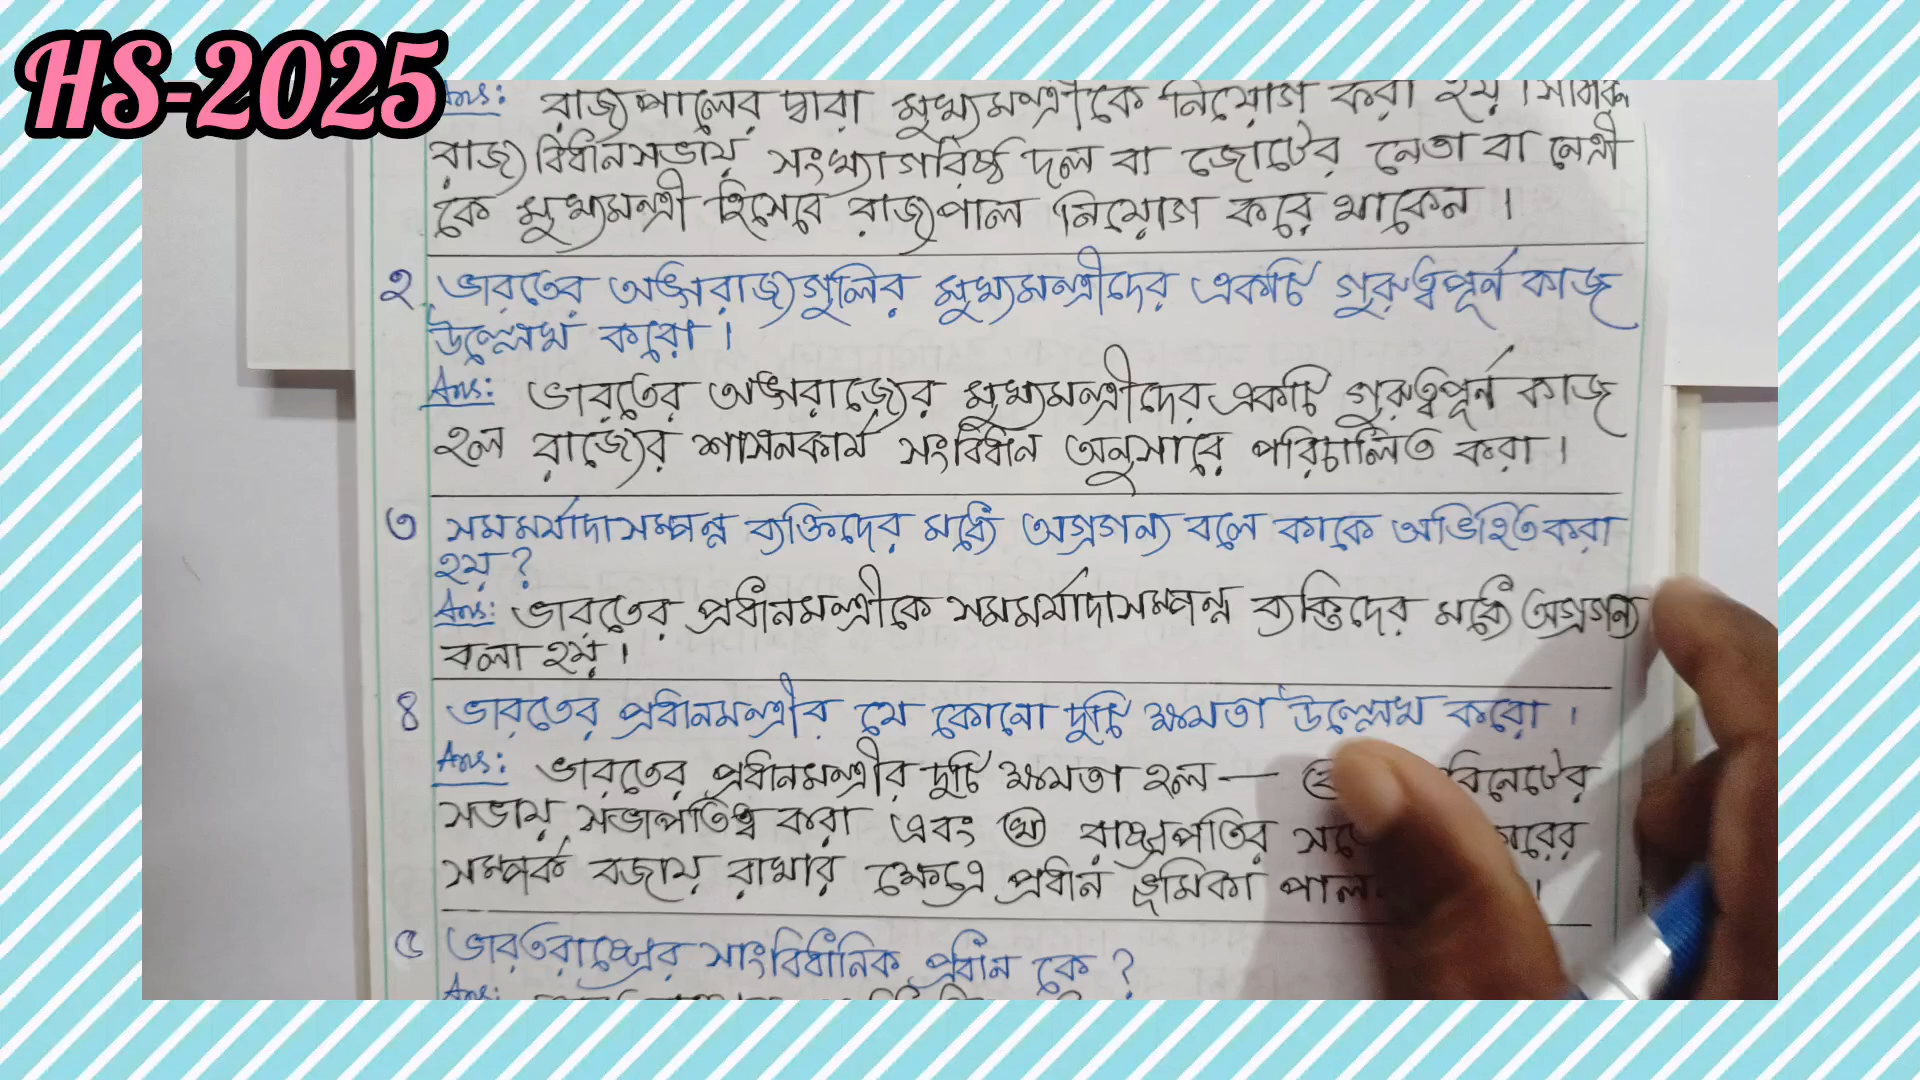 HS-2025
Ans: রাজ্যপালের দ্বারা মুখ্যমন্ত্রীকে নিয়োগ করা হয়।
রাজ্য বিধানসভায় সংখ্যাগরিষ্ঠ দল বা জোটের নেতা বা নেত্রী
কে মুখ্যমন্ত্রী হিসেবে রাজ্যপাল নিয়োগ করে থাকেন ।
২. ভারতের অঙ্গরাজ্যগুলির মুখ্যমন্ত্রীদের একটি গুরুত্বপূর্ন কাজ
উল্লেখ করো ।
Ans: ভারতের অঙ্গরাজ্যের মুখ্যমন্ত্রীদের একটি গুরুত্বপূর্ন কাজ
হল রাজ্যের শাসনকার্য সংবিধান অনুসারে পরিচালিত করা ।
৩ সমমর্যাদাসম্পন্ন ব্যক্তিদের মধ্যে অগ্রগন্য বলে কাকে অভিহিত করা
হয় ?
Ans: ভারতের প্রধানমন্ত্রীকে সমমর্যাদাসম্পন্ন ব্যক্তিদের মধ্যে অগ্রগন্য
বলা হয় ।
৪ ভারতের প্রধানমন্ত্রীর যে কোনো দুটি ক্ষমতা উল্লেখ করো ।
Ans: ভারতের প্রধানমন্ত্রীর দুটি ক্ষমতা হল — বিনেটের
সভায় সভাপতিত্ব করা এবং খ রাষ্ট্রপতির
সম্পর্ক বজায় রাখার ক্ষেত্রে প্রধান ভূমিকা পাল ।
৫ ভারতরাষ্ট্রের সাংবিধানিক প্রধান কে ?
Ans: